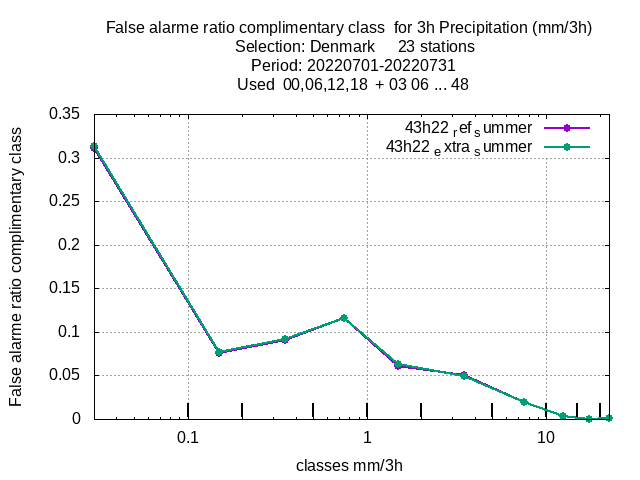 False alarme ratio complimentary class  for 3h Precipitation (mm/3h)
Selection: Denmark     23 stations
Period: 20220701-20220731
Used  00,06,12,18  + 03 06 ... 48
43h22 ref summer
43h22 extra summer
False alarme ratio complimentary class
0.35
0.3
0.25
0.2
0.15
0.1
0.05
0
0.1 1 10
classes mm/3h